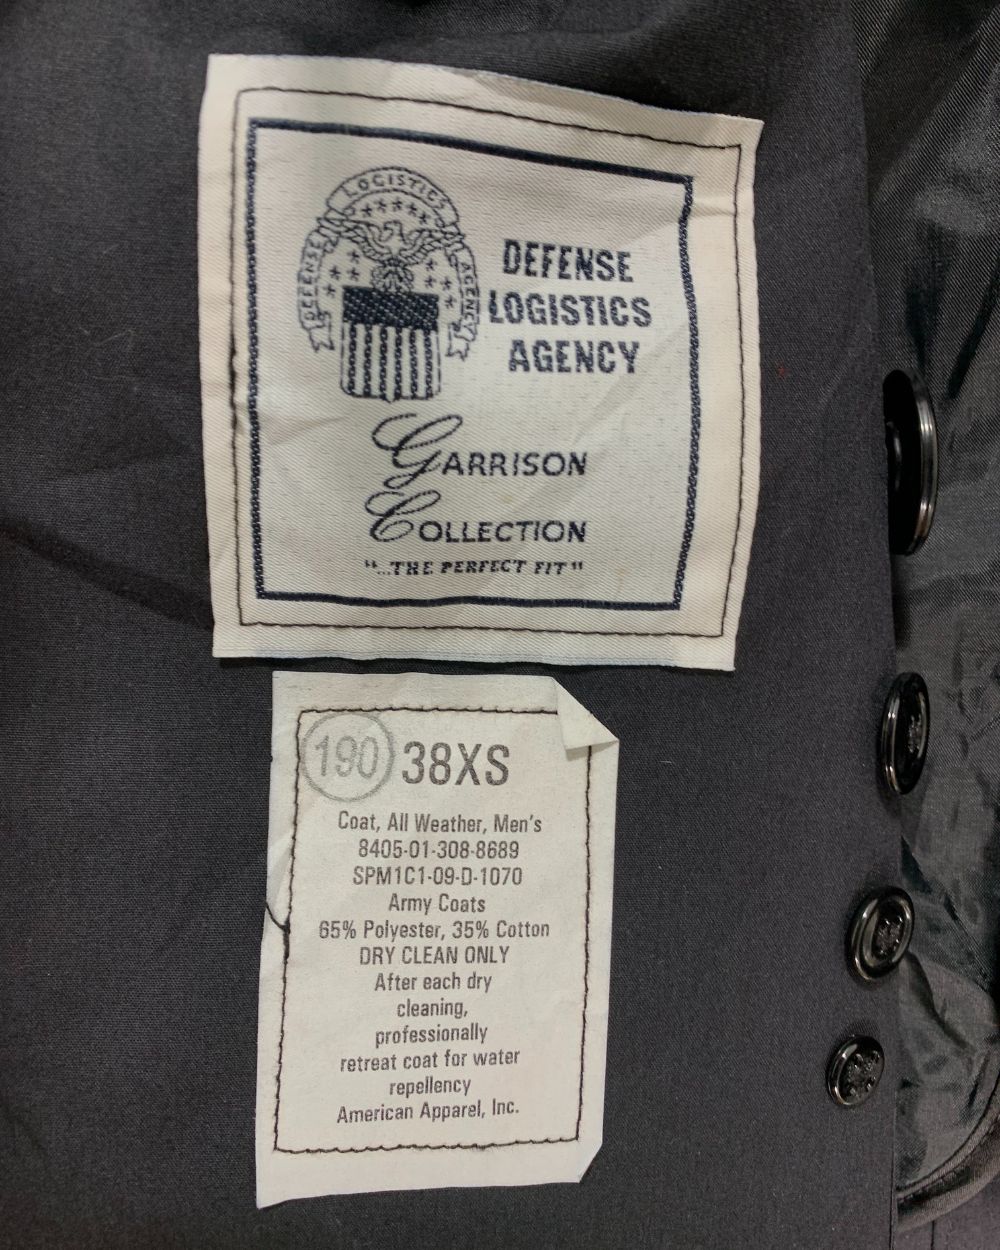 DEFENSE LOGISTICS AGENCY
DEFENSE
LOGISTICS
AGENCY
GARRISON
COLLECTION
"...THE PERFECT FIT"
190 38XS
Coat, All Weather, Men's
8405-01-308-8689
SPM1C1-09-D-1070
Army Coats
65% Polyester, 35% Cotton
DRY CLEAN ONLY
After each dry
cleaning,
professionally
retreat coat for water
repellency
American Apparel, Inc.